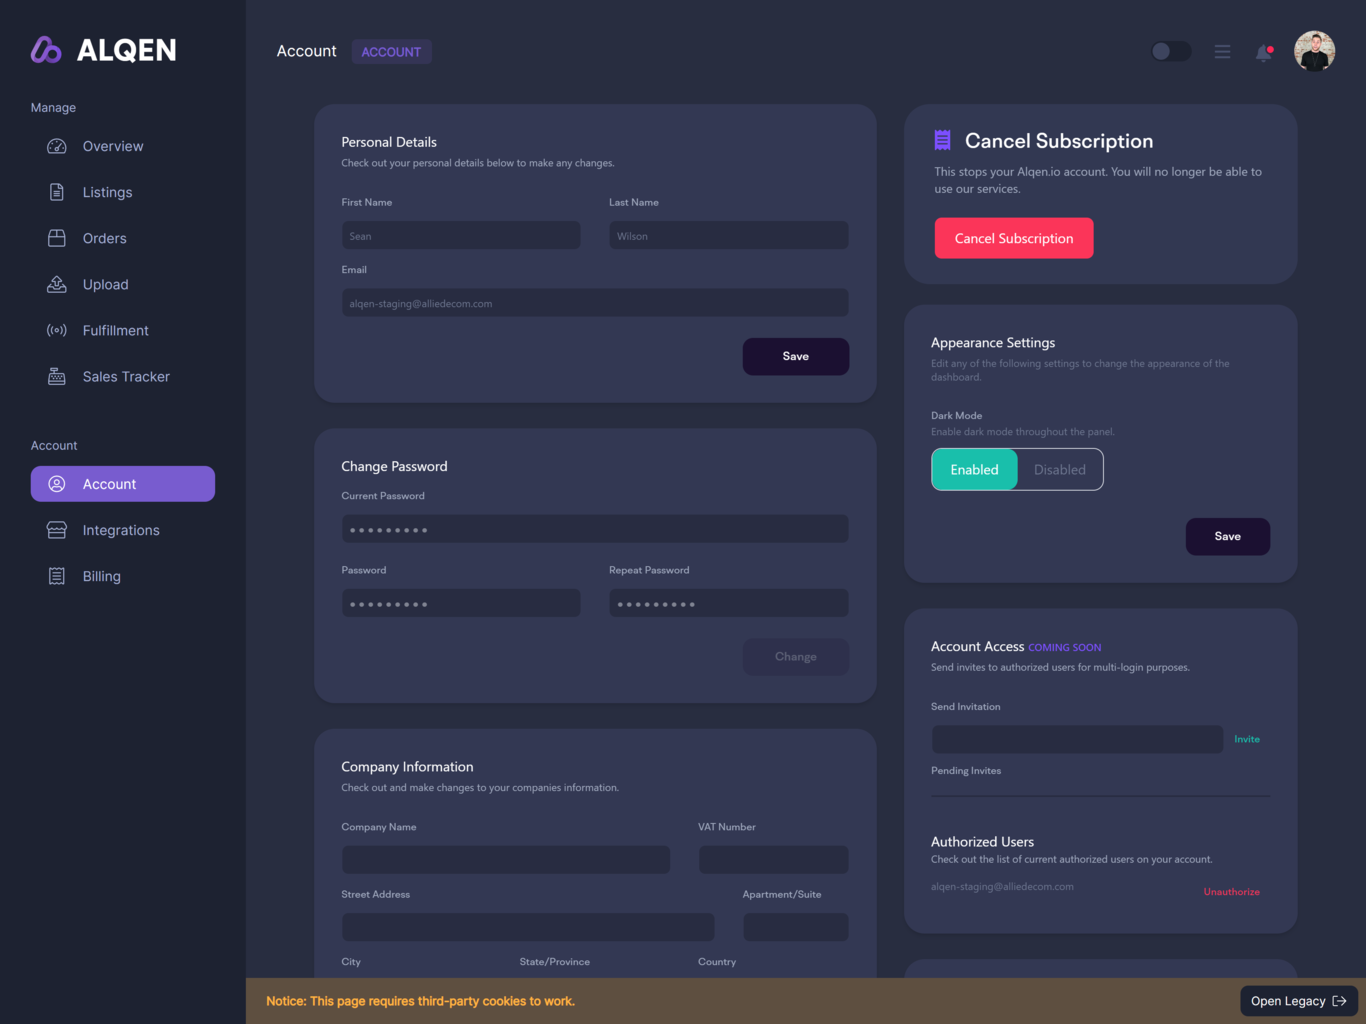 ALQEN
Manage
Overview
Listings
Orders
Upload
Fulfillment
Sales Tracker
Account
Account
Integrations
Billing
Account ACCOUNT
Personal Details
Check out your personal details below to make any changes.
First Name
Last Name
Sean
Wilson
Email
alqen-staging@alliedecom.com
Save
Change Password
Current Password
Password
Repeat Password
Change
Company Information
Check out and make changes to your companies information.
Company Name
VAT Number
Street Address
Apartment/Suite
City
State/Province
Country
Cancel Subscription
This stops your Alqen.io account. You will no longer be able to
use our services.
Cancel Subscription
Appearance Settings
Edit any of the following settings to change the appearance of the
dashboard.
Dark Mode
Enable dark mode throughout the panel.
Enabled
Disabled
Save
Account Access COMING SOON
Send invites to authorized users for multi-login purposes.
Send Invitation
Invite
Pending Invites
Authorized Users
Check out the list of current authorized users on your account.
alqen-staging@alliedecom.com
Unauthorize
Notice: This page requires third-party cookies to work.
Open Legacy